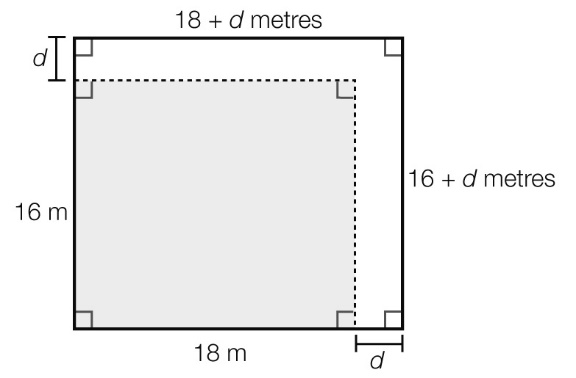 18 + d metres
d
16 + d metres
16 m
18 m
d